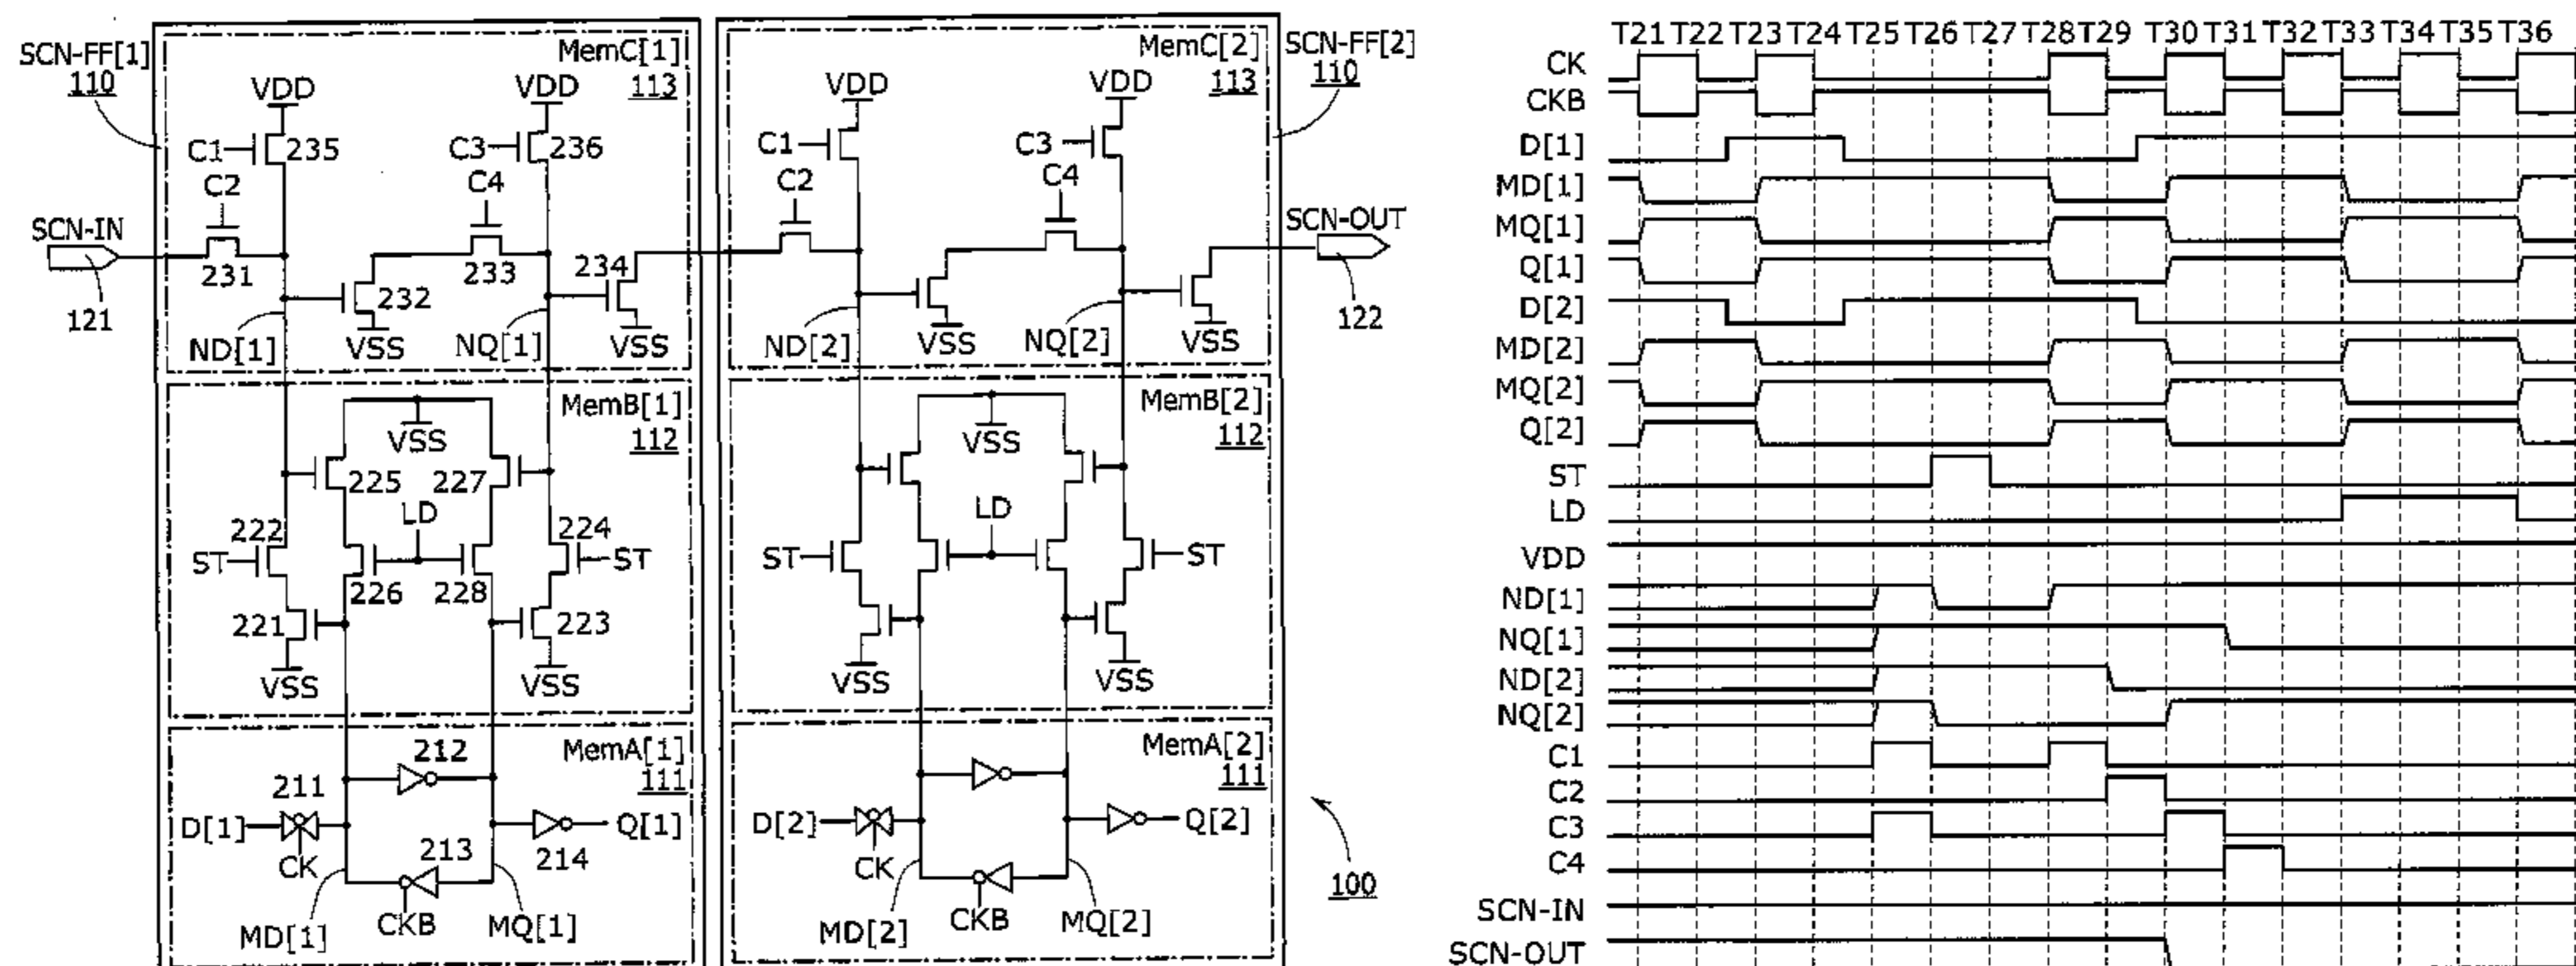 SCN-FF[1]
110
MemC[1]
113
VDD
VDD
C1
235
C3
236
C2
C4
SCN-IN
121
231
232
233
234
ND[1]
VSS
NQ[1]
VSS
MemB[1]
112
VSS
225
227
222
LD
224
ST
ST
226
228
221
223
VSS
VSS
MemA[1]
111
212
211
D[1]
Q[1]
CK
213
214
CKB
MD[1]
MQ[1]
MemC[2]
113
SCN-FF[2]
110
VDD
VDD
C1
C3
C2
C4
SCN-OUT
122
ND[2]
VSS
NQ[2]
VSS
MemB[2]
112
VSS
LD
ST
ST
VSS
VSS
MemA[2]
111
D[2]
Q[2]
CK
CKB
MD[2]
MQ[2]
100
T21 T22 T23 T24 T25 T26 T27 T28 T29 T30 T31 T32 T33 T34 T35 T36
CK
CKB
D[1]
MD[1]
MQ[1]
Q[1]
D[2]
MD[2]
MQ[2]
Q[2]
ST
LD
VDD
ND[1]
NQ[1]
ND[2]
NQ[2]
C1
C2
C3
C4
SCN-IN
SCN-OUT